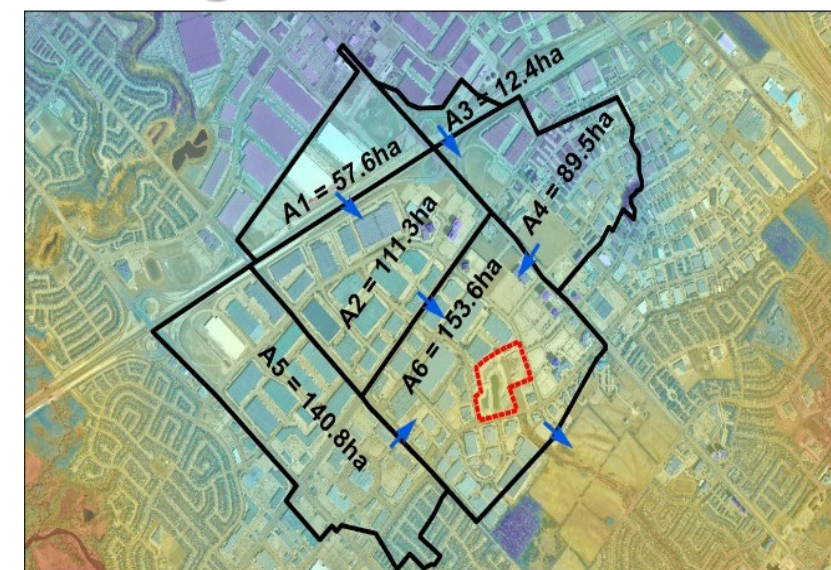 A3 = 12.4ha
A1 = 57.6ha
A4 = 89.5ha
A2 = 111.3ha
A6 = 153.6ha
A5 = 140.8ha